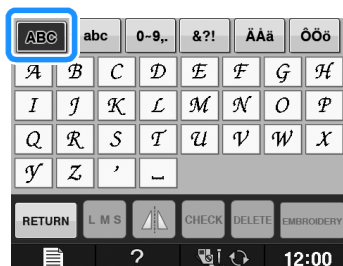 ABC abc 0~9,. &?! ÄÅä ÔÖö
A B C D E F G H
I J K L M N O P
Q R S T U V W X
Y Z ’ _
RETURN L M S CHECK DELETE EMBROIDERY
? 12:00